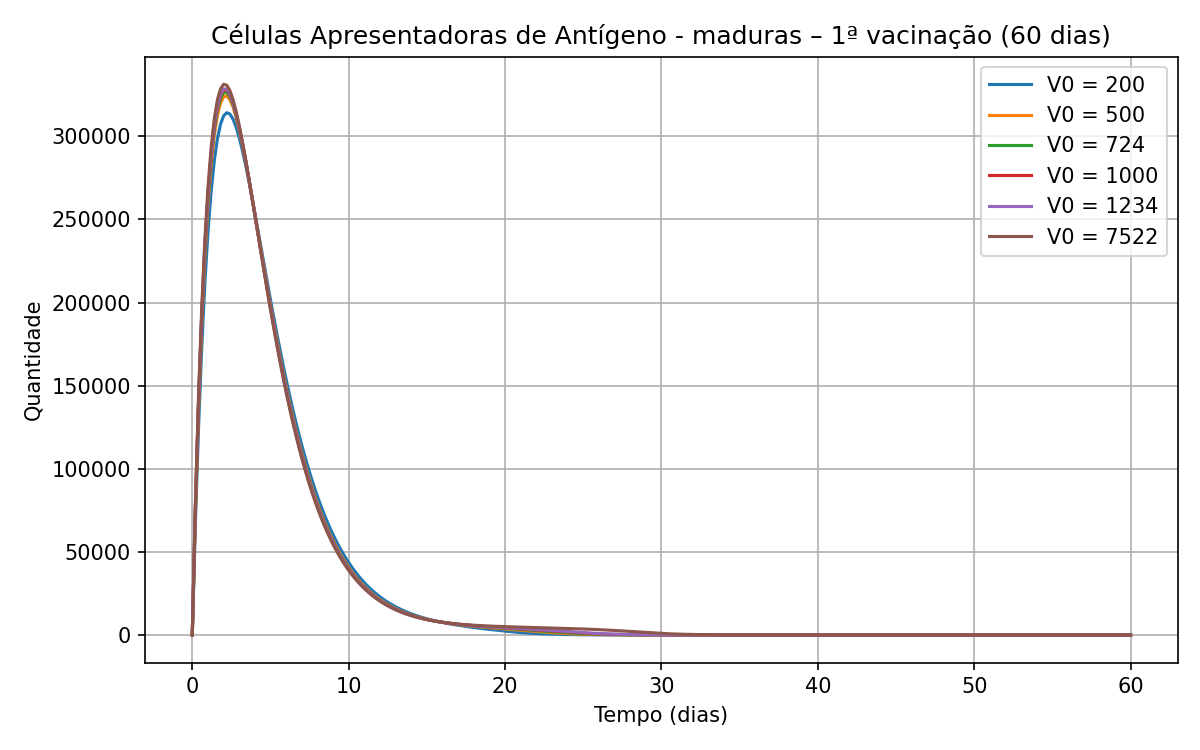 Células Apresentadoras de Antígeno - maduras – 1ª vacinação (60 dias)
V0 = 200
V0 = 500
V0 = 724
V0 = 1000
V0 = 1234
V0 = 7522
Quantidade
300000
250000
200000
150000
100000
50000
0
0 10 20 30 40 50 60
Tempo (dias)